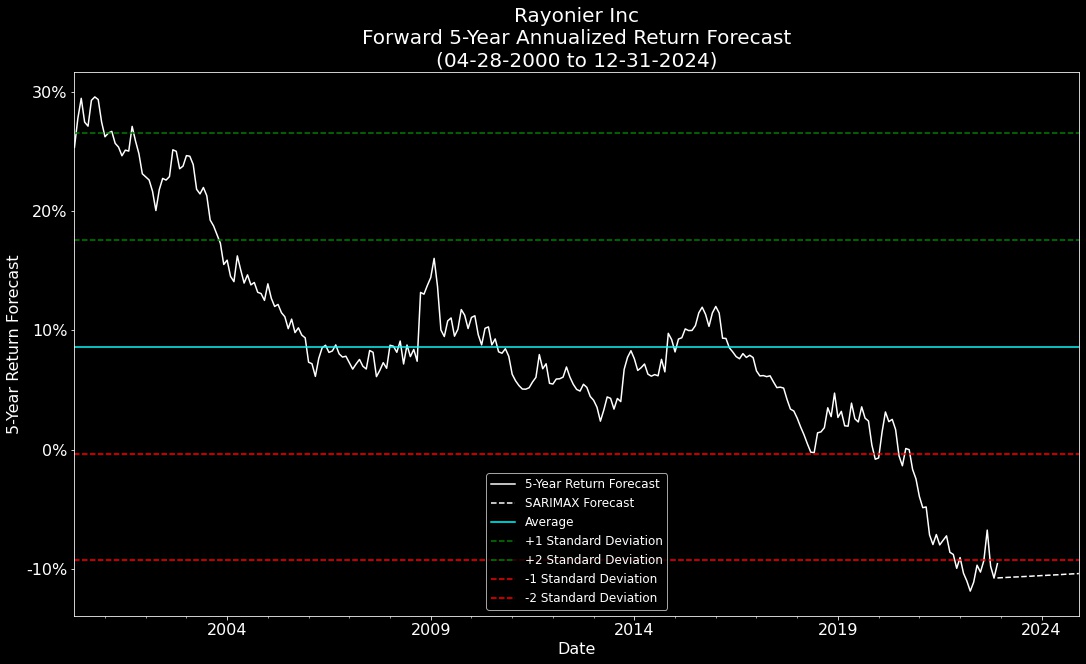 Rayonier Inc
Forward 5-Year Annualized Return Forecast
(04-28-2000 to 12-31-2024)
30%
20%
10%
0%
-10%
5-Year Return Forecast
5-Year Return Forecast
SARIMAX Forecast
Average
+1 Standard Deviation
+2 Standard Deviation
-1 Standard Deviation
-2 Standard Deviation
2004
2009
2014
2019
2024
Date